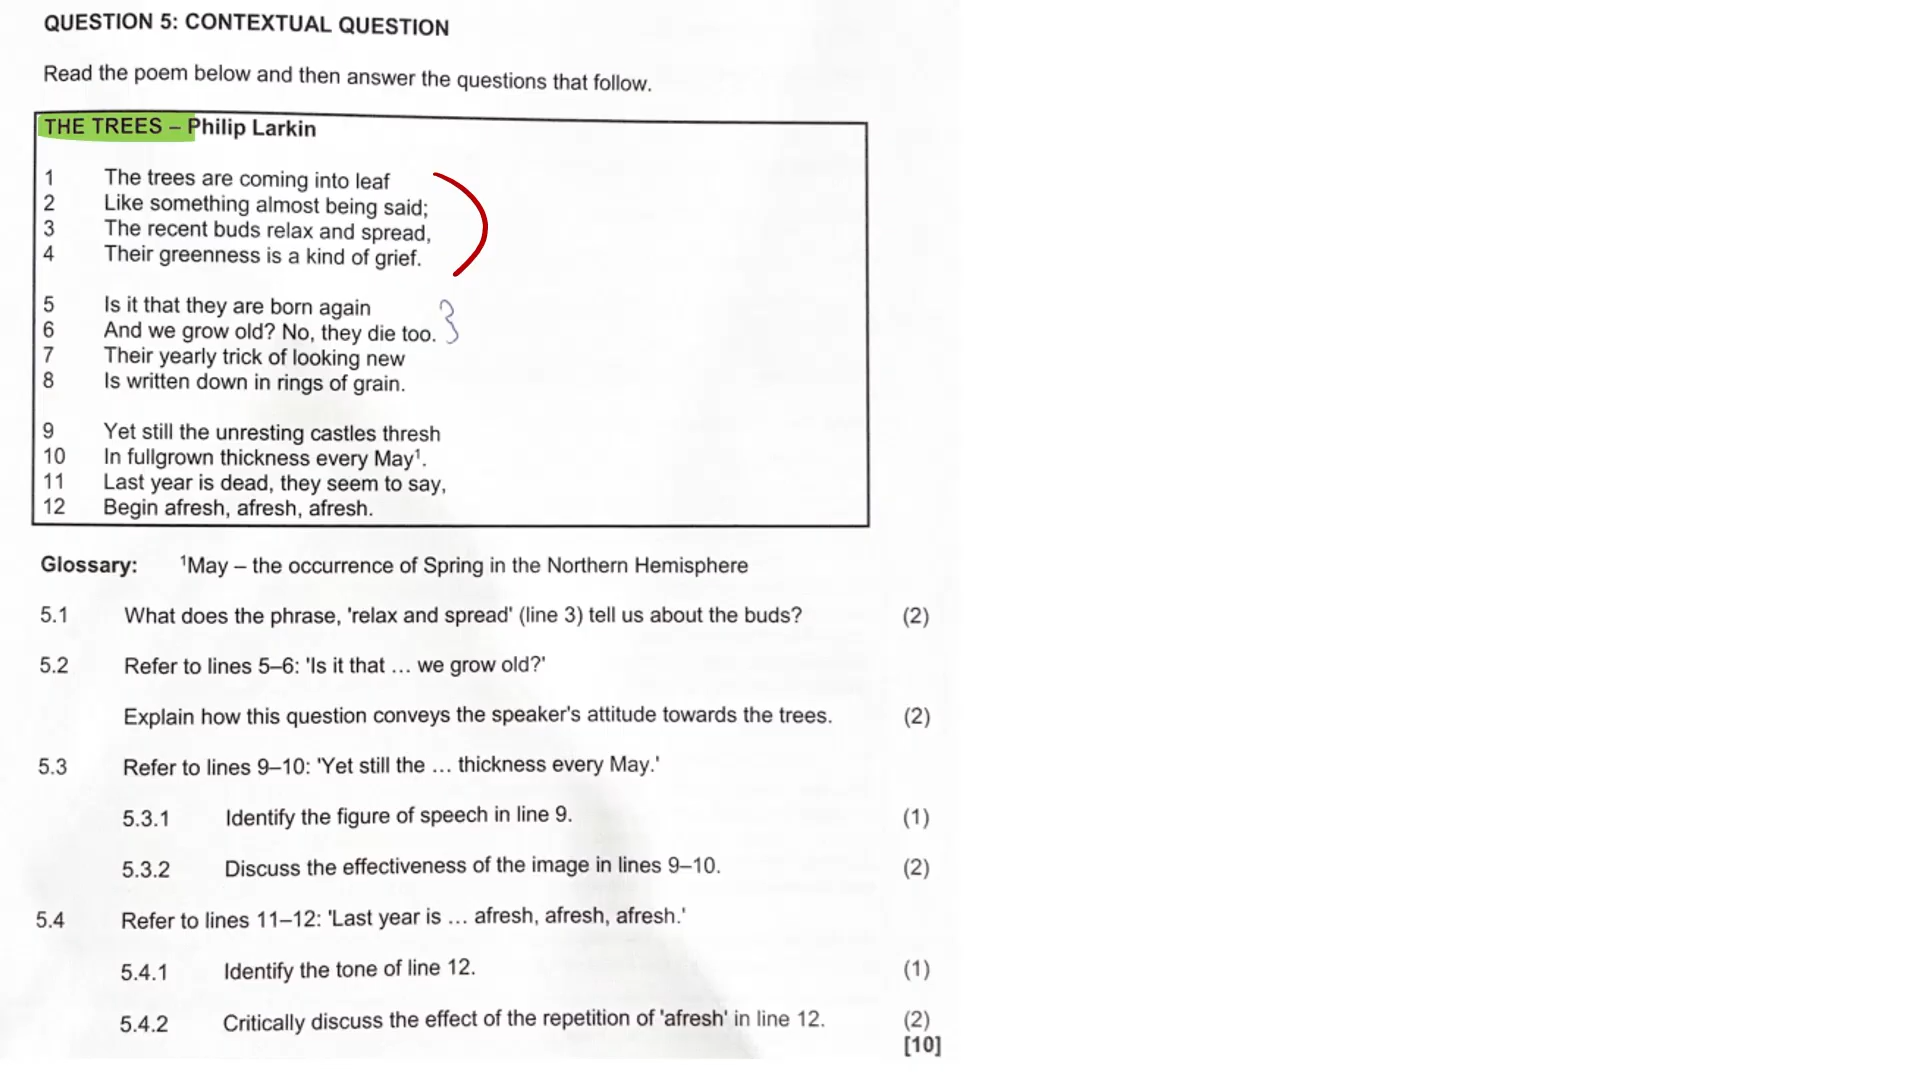 QUESTION 5: CONTEXTUAL QUESTION
Read the poem below and then answer the questions that follow.
THE TREES – Philip Larkin
1 The trees are coming into leaf
2 Like something almost being said;
3 The recent buds relax and spread,
4 Their greenness is a kind of grief.
5 Is it that they are born again
6 And we grow old? No, they die too.
7 Their yearly trick of looking new
8 Is written down in rings of grain.
9 Yet still the unresting castles thresh
10 In fullgrown thickness every May¹.
11 Last year is dead, they seem to say,
12 Begin afresh, afresh, afresh.
Glossary: ¹May – the occurrence of Spring in the Northern Hemisphere
5.1 What does the phrase, 'relax and spread' (line 3) tell us about the buds? (2)
5.2 Refer to lines 5–6: 'Is it that ... we grow old?'
Explain how this question conveys the speaker's attitude towards the trees. (2)
5.3 Refer to lines 9–10: 'Yet still the ... thickness every May.'
5.3.1 Identify the figure of speech in line 9. (1)
5.3.2 Discuss the effectiveness of the image in lines 9–10. (2)
5.4 Refer to lines 11–12: 'Last year is ... afresh, afresh, afresh.'
5.4.1 Identify the tone of line 12. (1)
5.4.2 Critically discuss the effect of the repetition of 'afresh' in line 12. (2)
[10]